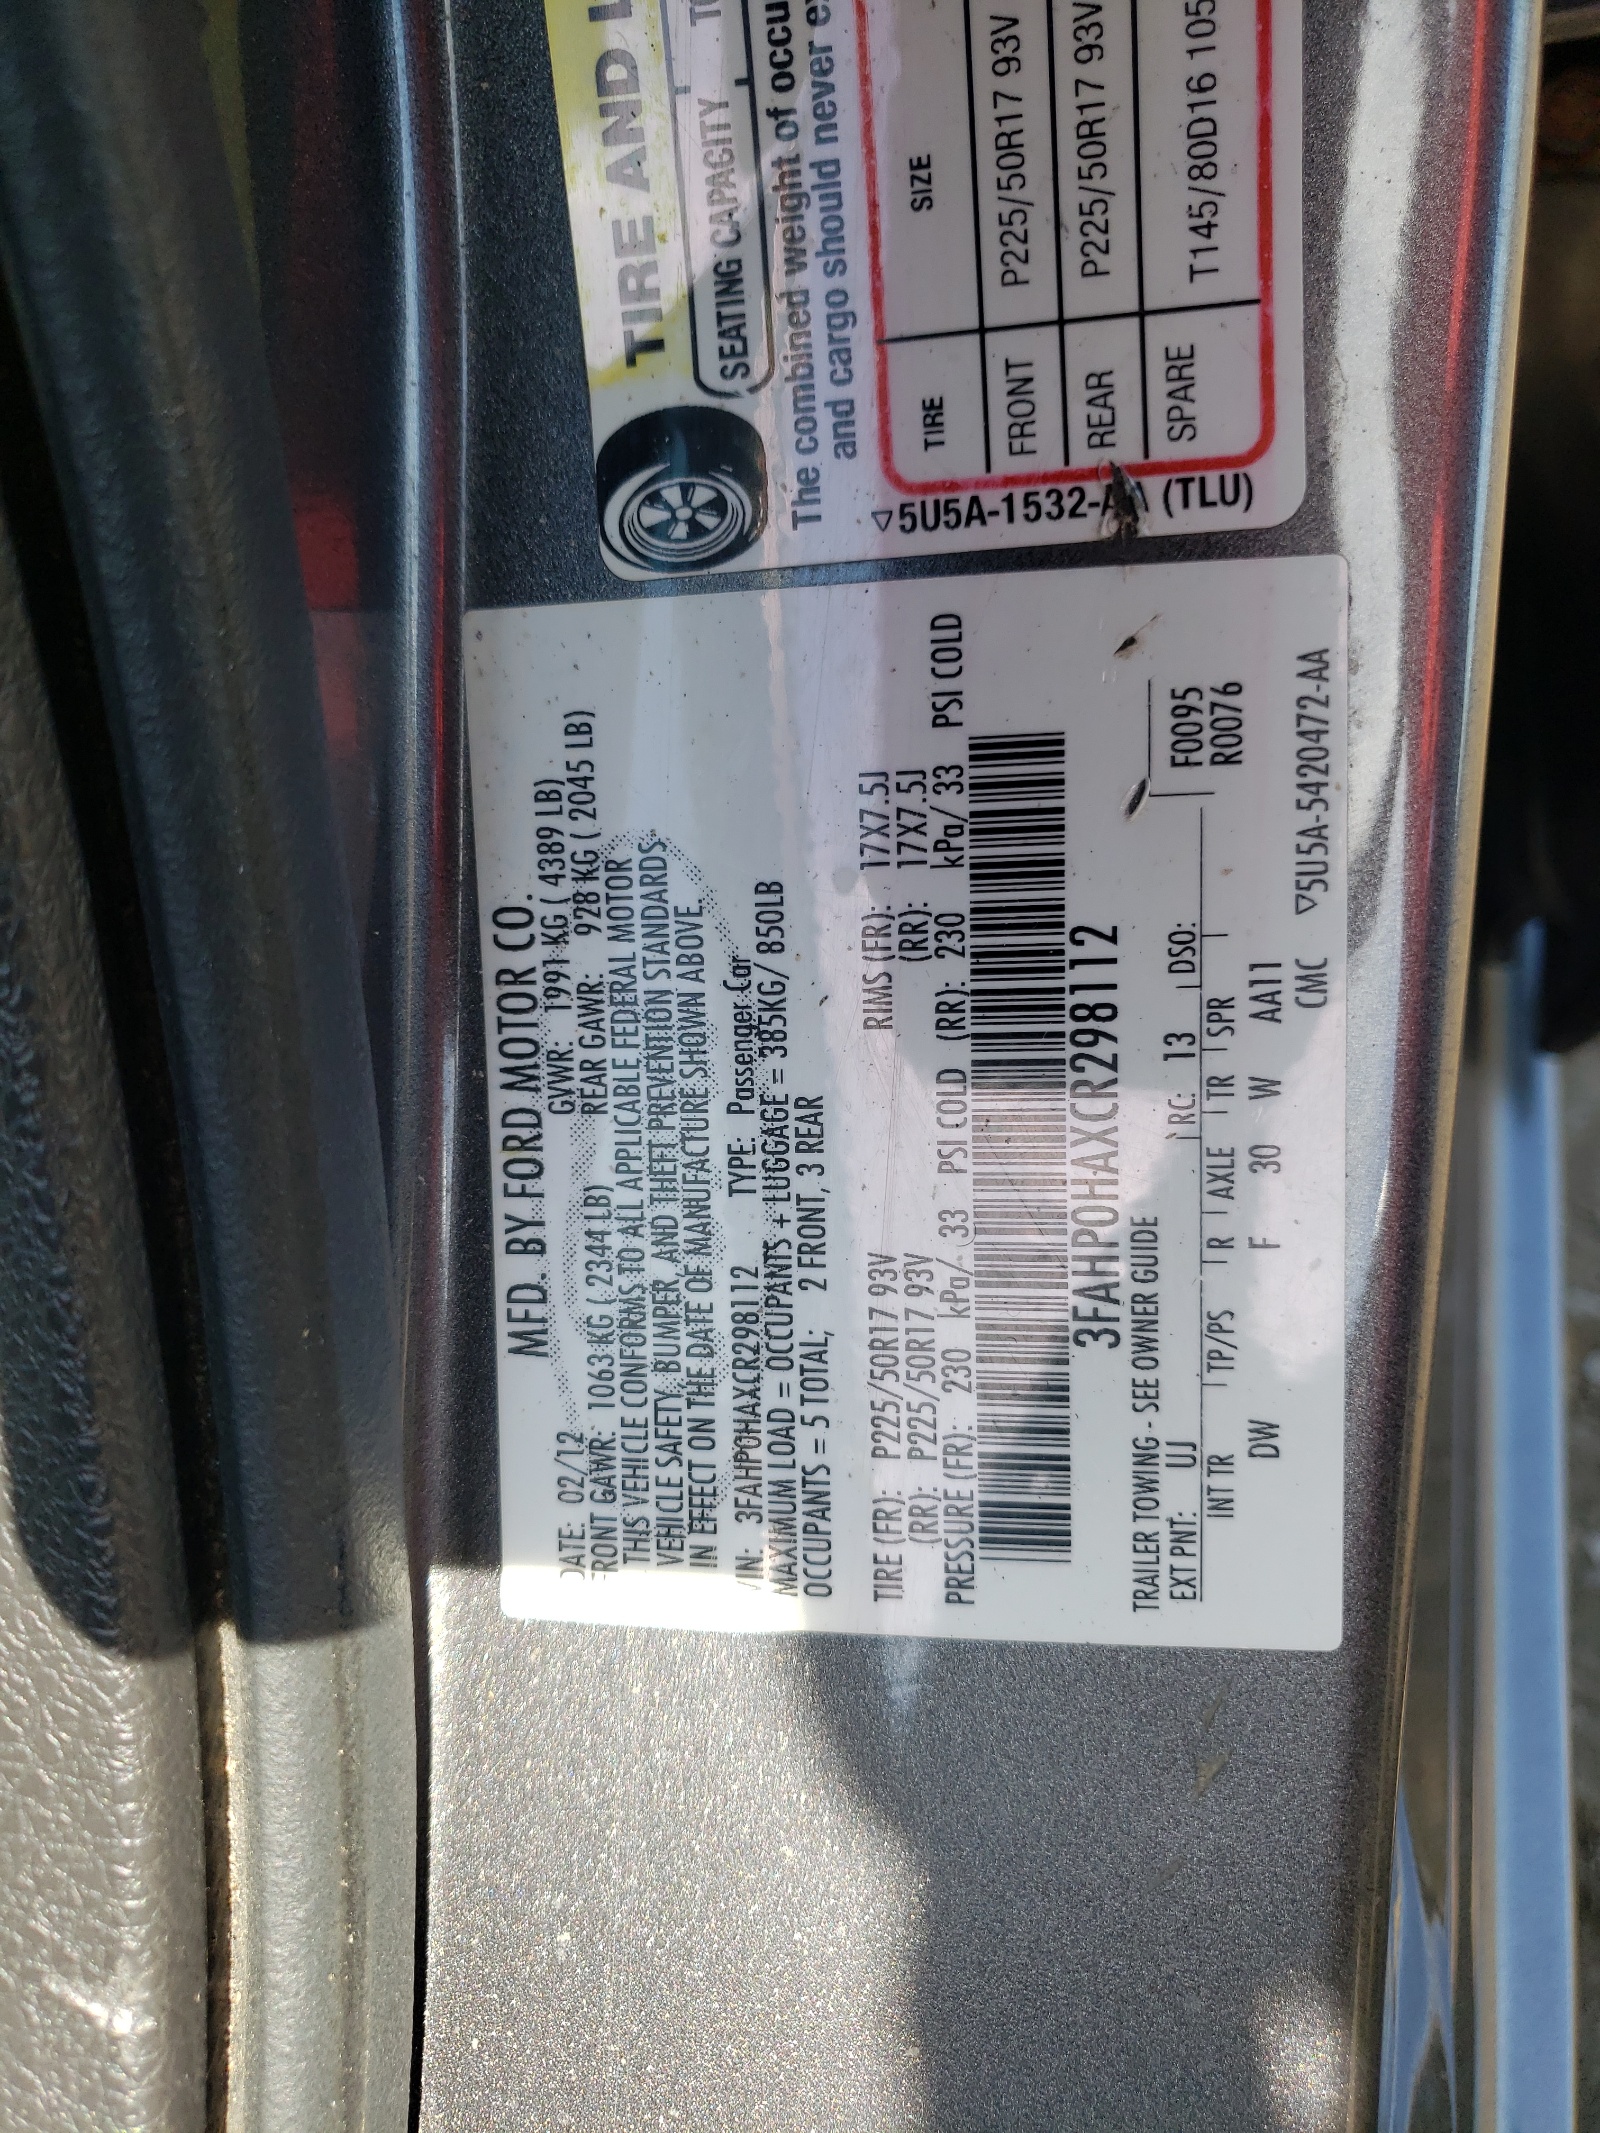 MFD. BY FORD MOTOR CO.
DATE: 02/12 GVWR: 1991 KG ( 4389 LB)
FRONT GAWR: 1063 KG ( 2344 LB) REAR GAWR: 928 KG ( 2045 LB)
THIS VEHICLE CONFORMS TO ALL APPLICABLE FEDERAL MOTOR
VEHICLE SAFETY, BUMPER, AND THEFT PREVENTION STANDARDS
IN EFFECT ON THE DATE OF MANUFACTURE SHOWN ABOVE.
VIN: 3FAHP0HAXCR298112 TYPE: Passenger Car
MAXIMUM LOAD = OCCUPANTS + LUGGAGE = 385KG/ 850LB
OCCUPANTS = 5 TOTAL, 2 FRONT, 3 REAR
TIRE (FR): P225/50R17 93V RIMS (FR): 17X7.5J
(RR): P225/50R17 93V (RR): 17X7.5J
PRESSURE (FR): 230 kPa/ 33 PSI COLD (RR): 230 kPa/ 33 PSI COLD
3FAHP0HAXCR298112
TRAILER TOWING - SEE OWNER GUIDE
EXT PNT: UJ RC: 13 DSO: F0095
R0076
INT TR TP/PS R AXLE TR SPR
DW F 30 W AA11
CMC ▽5U5A-5420472-AA
TIRE AND
SEATING CAPACITY
The combined weight of occu
and cargo should never
TIRE SIZE
FRONT P225/50R17 93V
REAR P225/50R17 93V
SPARE T145/80D16 105
▽5U5A-1532-A (TLU)